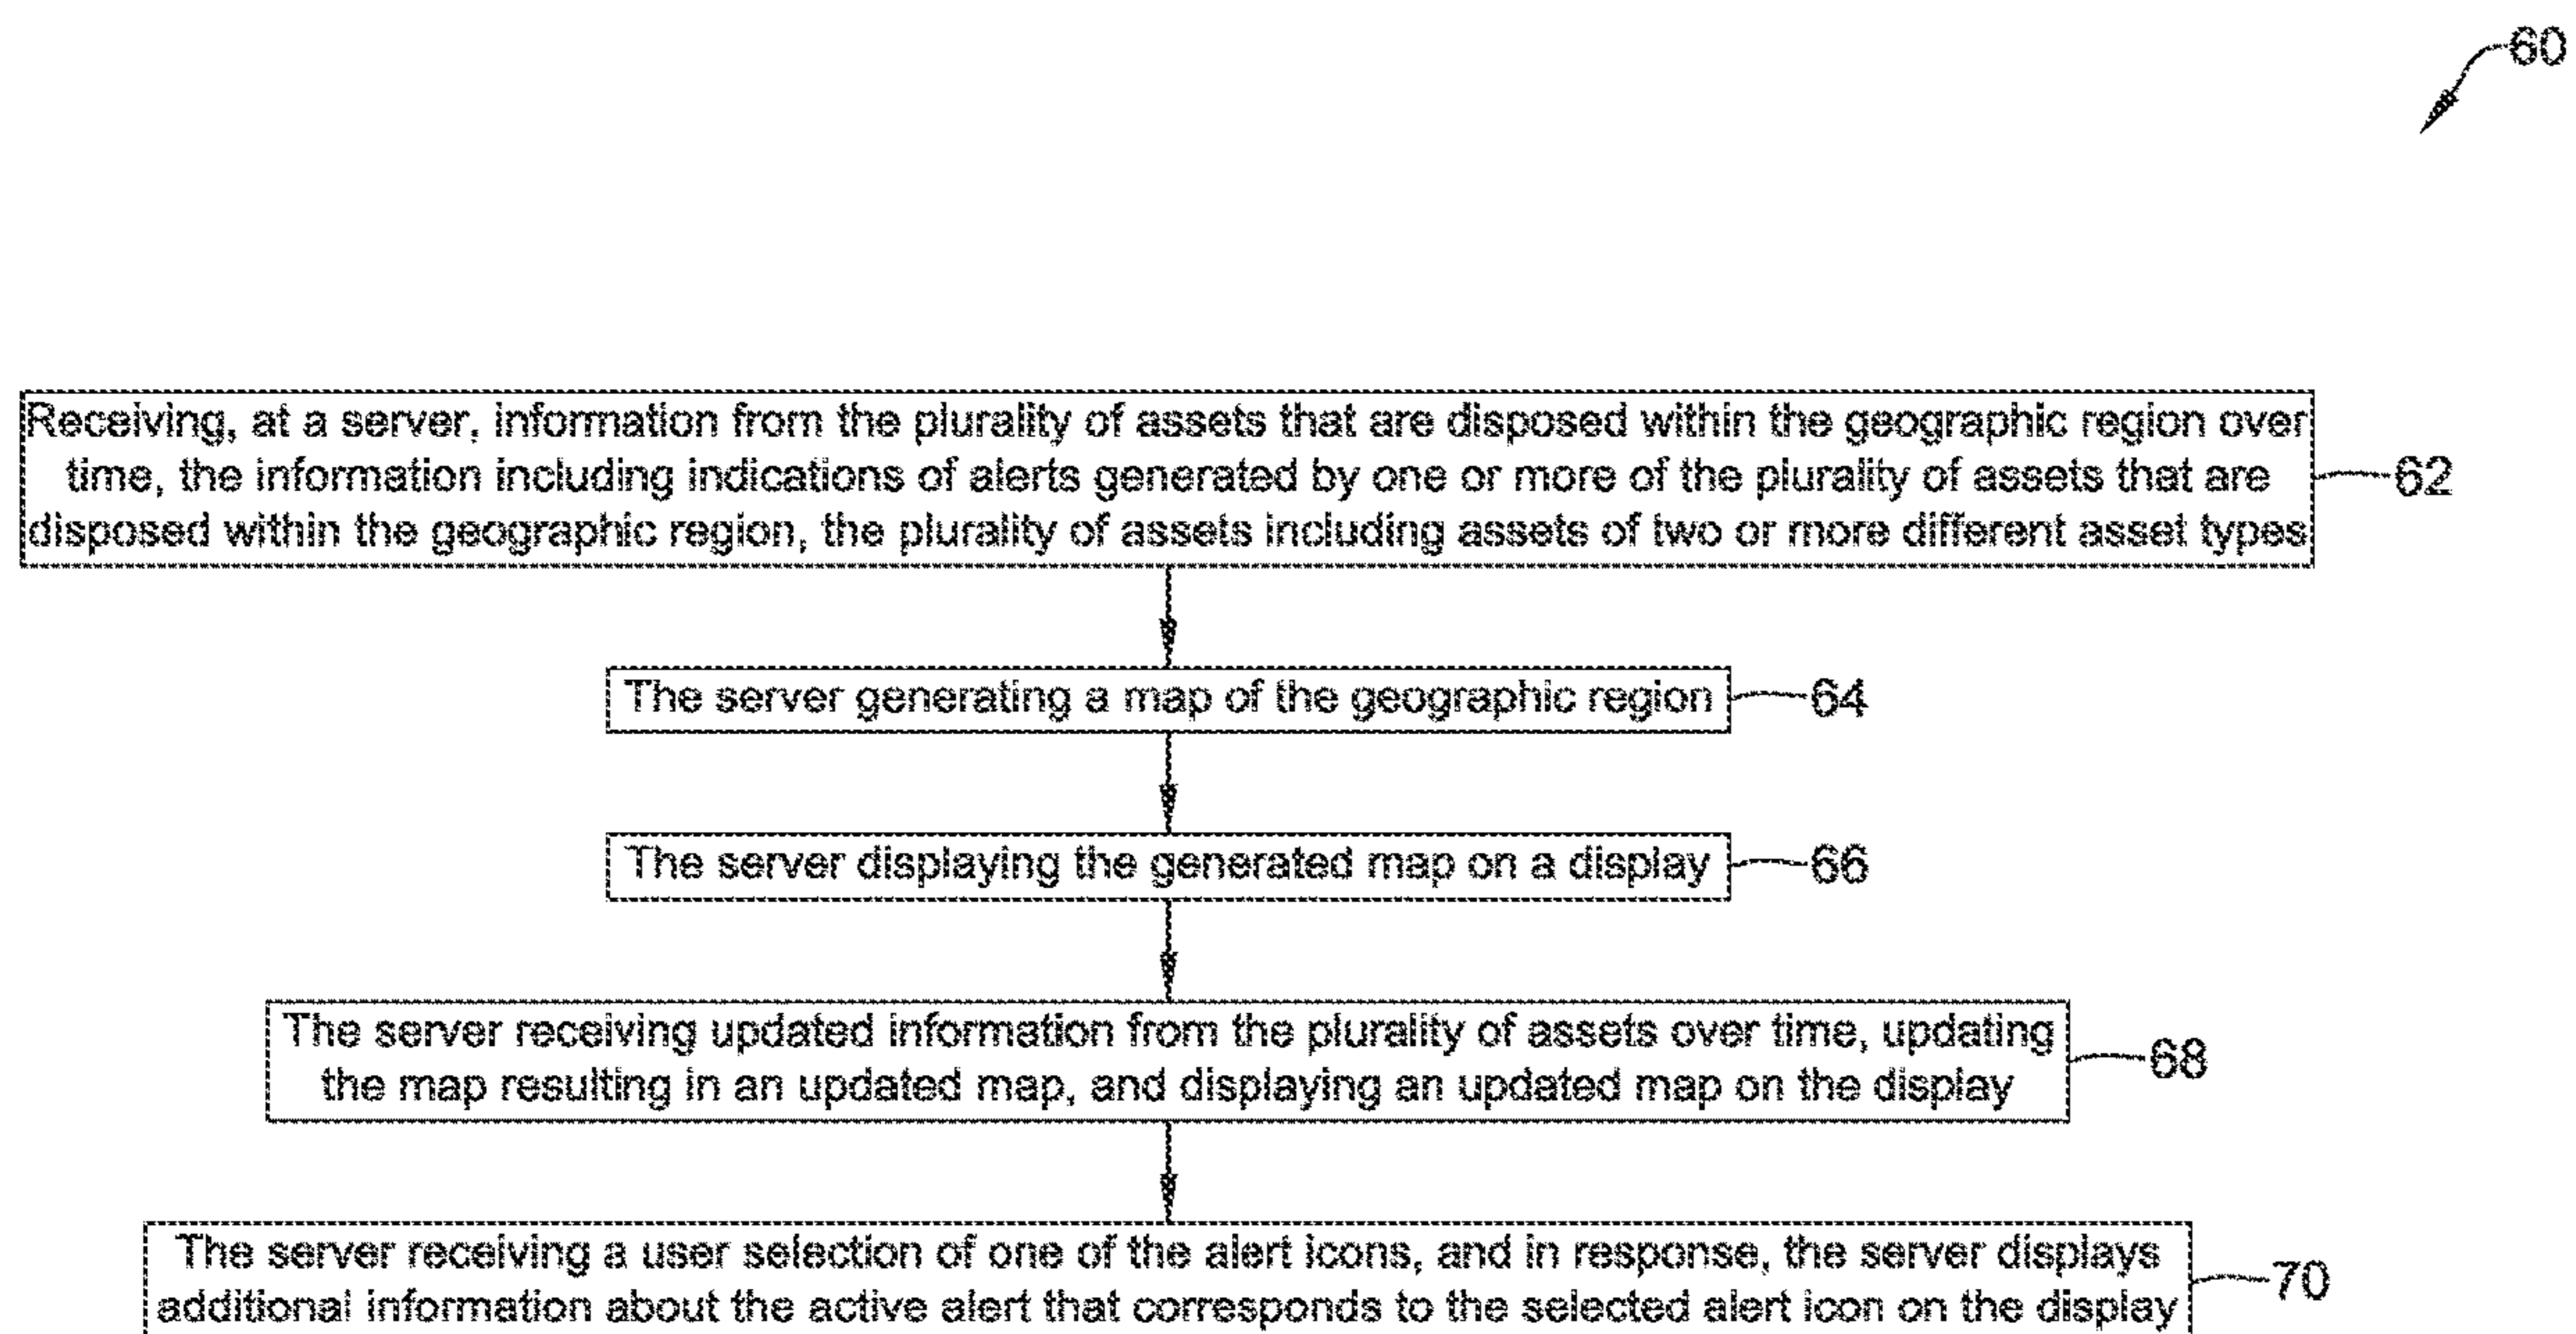 60
Receiving, at a server, information from the plurality of assets that are disposed within the geographic region over
time, the information including indications of alerts generated by one or more of the plurality of assets that are
disposed within the geographic region, the plurality of assets including assets of two or more different asset types
62
The server generating a map of the geographic region
64
The server displaying the generated map on a display
66
The server receiving updated information from the plurality of assets over time, updating
the map resulting in an updated map, and displaying an updated map on the display
68
The server receiving a user selection of one of the alert icons, and in response, the server displays
additional information about the active alert that corresponds to the selected alert icon on the display
70